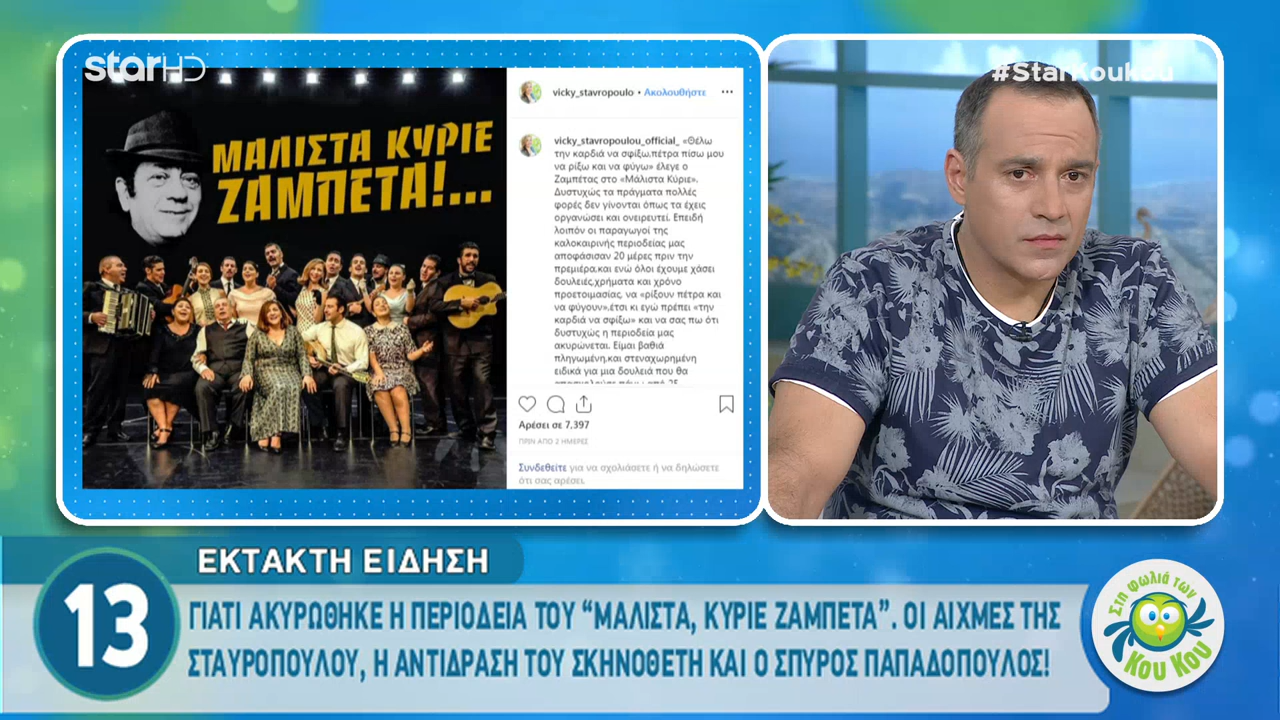 starHD
#StarKoukou
ΜΑΛΙΣΤΑ ΚΥΡΙΕ
ΖΑΜΠΕΤΑ!...
vicky_stavropoulo • Ακολουθήστε
vicky_stavropoulou_official_ «Θέλω
την καρδιά να σφίξω,πέτρα πίσω μου
να ρίξω και να φύγω» έλεγε ο
Ζαμπέτας στο «Μάλιστα Κύριε».
Δυστυχώς τα πράγματα πολλές
φορές δεν γίνονται όπως τα έχεις
οργανώσει και ονειρευτεί. Επειδή
λοιπόν οι παραγωγοί της
καλοκαιρινής περιοδείας μας
αποφάσισαν 20 μέρες πριν την
πρεμιέρα,και ενώ όλοι έχουμε χάσει
δουλειές,χρήματα και χρόνο
προετοιμασίας, να «ρίξουν πέτρα και
να φύγουν»,έτσι κι εγώ πρέπει «την
καρδιά να σφίξω» και να σας πω ότι
δυστυχώς η περιοδεία μας
ακυρώνεται. Είμαι βαθιά
πληγωμένη,και στεναχωρημένη
ειδικά για μια δουλειά που θα
Αρέσει σε 7,397
ΠΡΙΝ ΑΠΌ 2 ΗΜΈΡΕΣ
Συνδεθείτε για να σχολιάσετε ή να δηλώσετε
ότι σας αρέσει.
ΕΚΤΑΚΤΗ ΕΙΔΗΣΗ
13
ΓΙΑΤΙ ΑΚΥΡΩΘΗΚΕ Η ΠΕΡΙΟΔΕΙΑ ΤΟΥ “ΜΑΛΙΣΤΑ, ΚΥΡΙΕ ΖΑΜΠΕΤΑ”. ΟΙ ΑΙΧΜΕΣ ΤΗΣ
ΣΤΑΥΡΟΠΟΥΛΟΥ, Η ΑΝΤΙΔΡΑΣΗ ΤΟΥ ΣΚΗΝΟΘΕΤΗ ΚΑΙ Ο ΣΠΥΡΟΣ ΠΑΠΑΔΟΠΟΥΛΟΣ!
Στη φωλιά των
Κου Κου